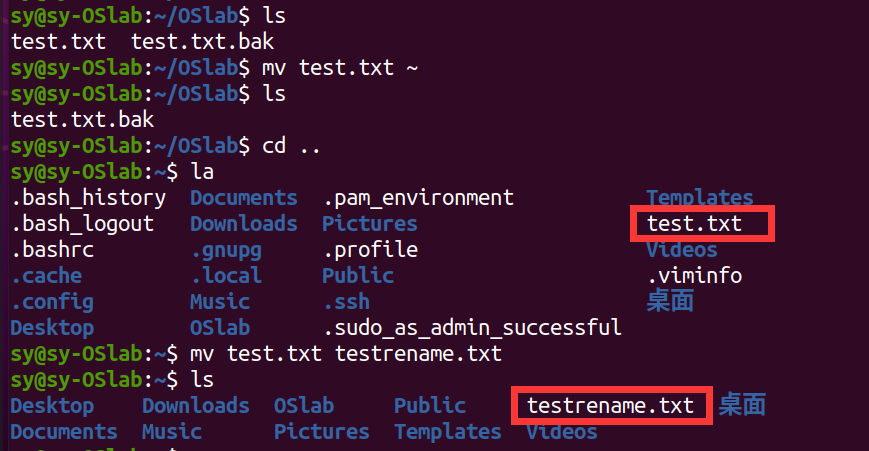 sy@sy-OSlab:~/OSlab$ ls
test.txt  test.txt.bak
sy@sy-OSlab:~/OSlab$ mv test.txt ~
sy@sy-OSlab:~/OSlab$ ls
test.txt.bak
sy@sy-OSlab:~/OSlab$ cd ..
sy@sy-OSlab:~$ la
.bash_history  Documents  .pam_environment  Templates
.bash_logout  Downloads  Pictures  test.txt
.bashrc  .gnupg  .profile  Videos
.cache  .local  Public  .viminfo
.config  Music  .ssh  桌面
Desktop  OSlab  .sudo_as_admin_successful
sy@sy-OSlab:~$ mv test.txt testrename.txt
sy@sy-OSlab:~$ ls
Desktop  Downloads  OSlab  Public  testrename.txt  桌面
Documents  Music  Pictures  Templates  Videos